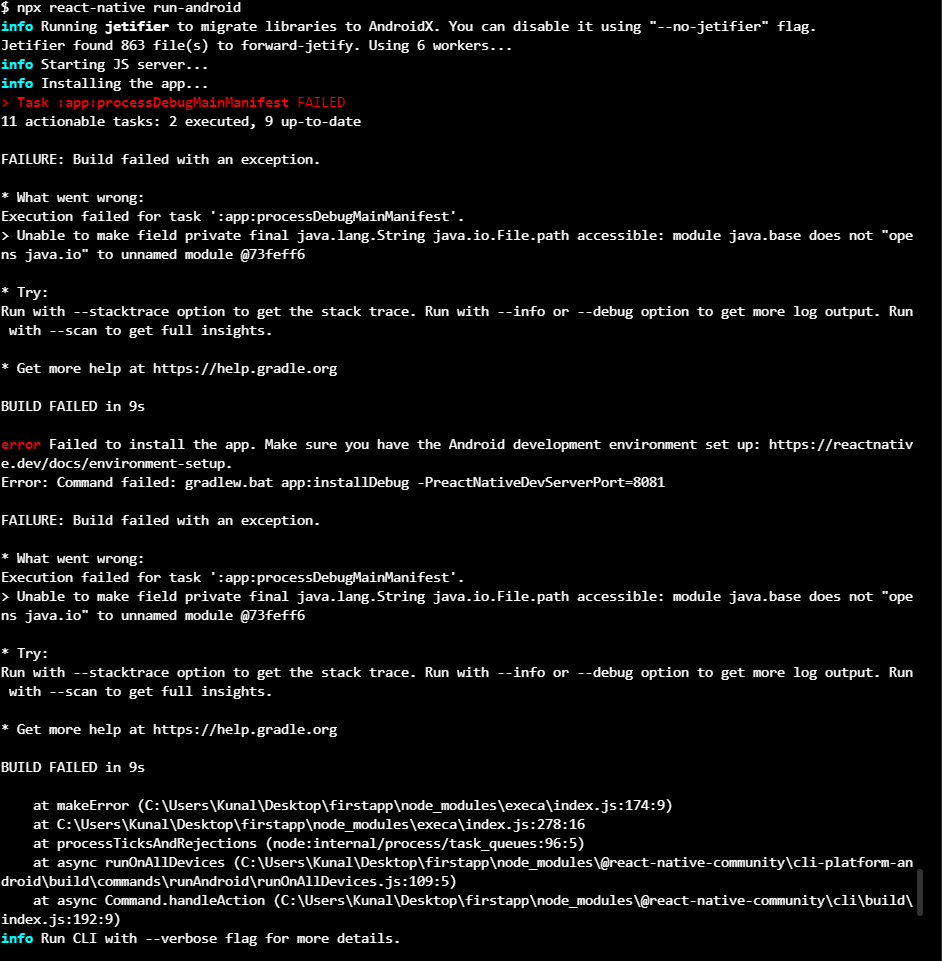 $ npx react-native run-android
info Running jetifier to migrate libraries to AndroidX. You can disable it using "--no-jetifier" flag.
Jetifier found 863 file(s) to forward-jetify. Using 6 workers...
info Starting JS server...
info Installing the app...
> Task :app:processDebugMainManifest FAILED
11 actionable tasks: 2 executed, 9 up-to-date
FAILURE: Build failed with an exception.
* What went wrong:
Execution failed for task ':app:processDebugMainManifest'.
> Unable to make field private final java.lang.String java.io.File.path accessible: module java.base does not "ope
ns java.io" to unnamed module @73feff6
* Try:
Run with --stacktrace option to get the stack trace. Run with --info or --debug option to get more log output. Run
with --scan to get full insights.
* Get more help at https://help.gradle.org
BUILD FAILED in 9s
error Failed to install the app. Make sure you have the Android development environment set up: https://reactnativ
e.dev/docs/environment-setup.
Error: Command failed: gradlew.bat app:installDebug -PreactNativeDevServerPort=8081
FAILURE: Build failed with an exception.
* What went wrong:
Execution failed for task ':app:processDebugMainManifest'.
> Unable to make field private final java.lang.String java.io.File.path accessible: module java.base does not "ope
ns java.io" to unnamed module @73feff6
* Try:
Run with --stacktrace option to get the stack trace. Run with --info or --debug option to get more log output. Run
with --scan to get full insights.
* Get more help at https://help.gradle.org
BUILD FAILED in 9s
at makeError (C:\Users\Kunal\Desktop\firstapp\node_modules\execa\index.js:174:9)
at C:\Users\Kunal\Desktop\firstapp\node_modules\execa\index.js:278:16
at processTicksAndRejections (node:internal/process/task_queues:96:5)
at async runOnAllDevices (C:\Users\Kunal\Desktop\firstapp\node_modules\@react-native-community\cli-platform-an
droid\build\commands\runAndroid\runOnAllDevices.js:109:5)
at async Command.handleAction (C:\Users\Kunal\Desktop\firstapp\node_modules\@react-native-community\cli\build\
index.js:192:9)
info Run CLI with --verbose flag for more details.